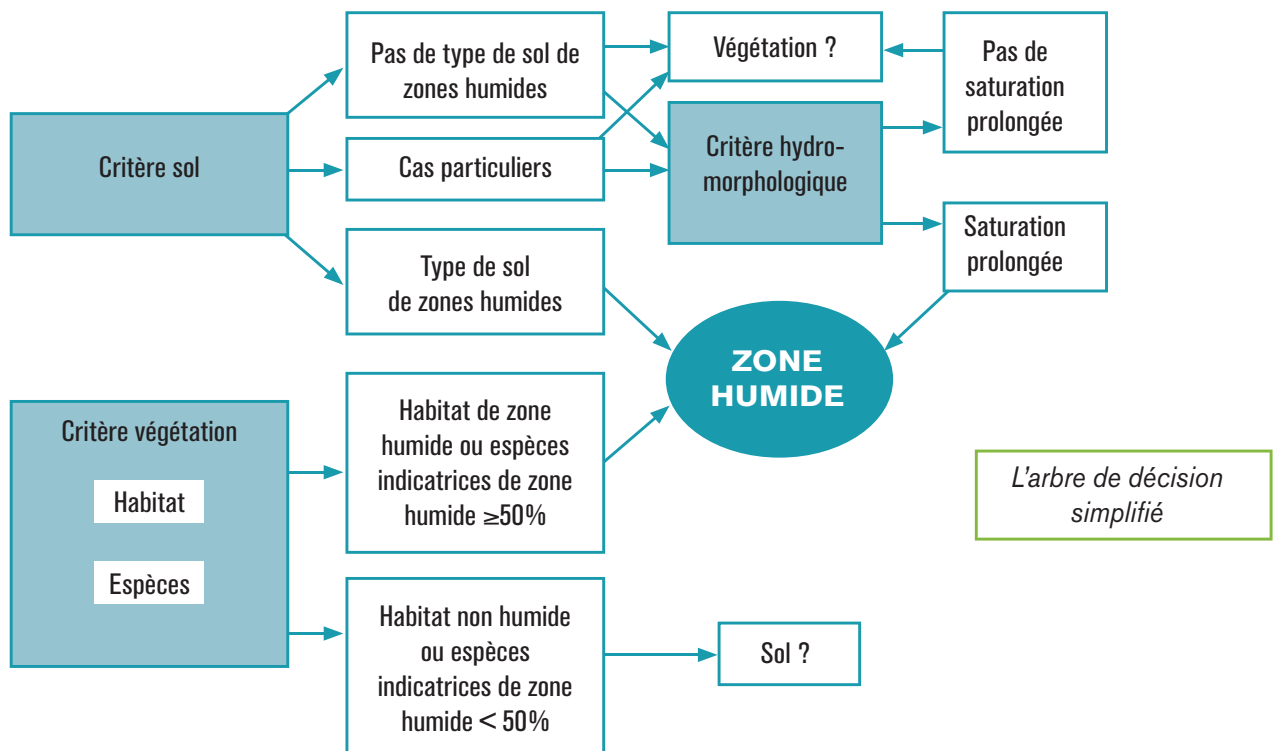 Pas de type de sol de
zones humides
Végétation ?
Pas de
saturation
prolongée
Critère sol
Cas particuliers
Critère hydro-
morphologique
Type de sol
de zones humides
Saturation
prolongée
ZONE
HUMIDE
Critère végétation
Habitat
Espèces
Habitat de zone
humide ou espèces
indicatrices de zone
humide ≥50%
L'arbre de décision
simplifié
Habitat non humide
ou espèces
indicatrices de zone
humide < 50%
Sol ?